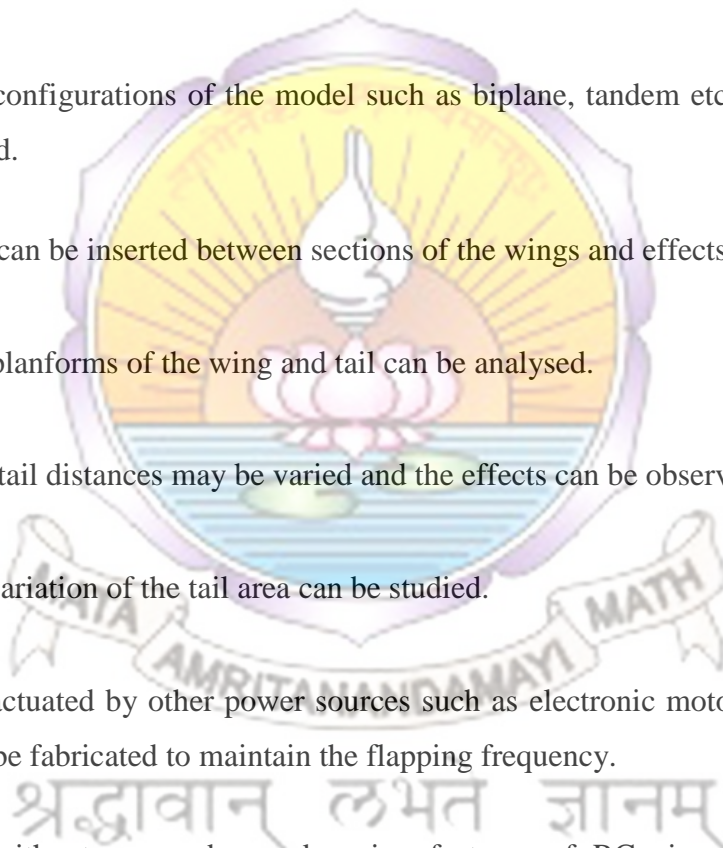 configurations of the model such as biplane, tandem etc
d.
can be inserted between sections of the wings and effects
planforms of the wing and tail can be analysed.
tail distances may be varied and the effects can be observ
ariation of the tail area can be studied.
MATA AMRITANANDAMAYI MATH
actuated by other power sources such as electronic moto
be fabricated to maintain the flapping frequency.
श्रद्धावान् लभते ज्ञानम्